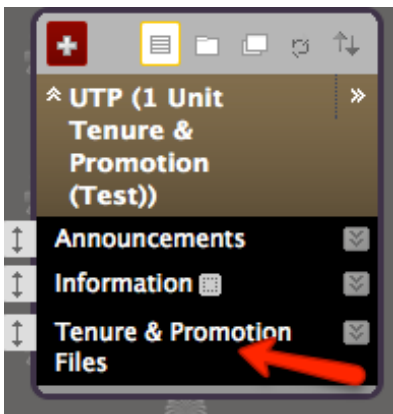 UTP (1 Unit
Tenure &
Promotion
(Test))
Announcements
Information
Tenure & Promotion
Files